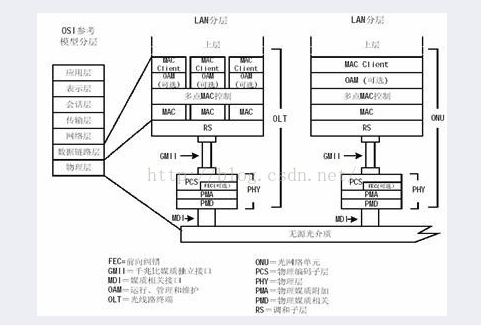 OSI参考
模型分层
LAN分层
LAN分层
应用层
表示层
会话层
传输层
网络层
数据链路层
物理层
上层
MAC Client
MAC Client
MAC Client
OAM (可选)
OAM (可选)
OAM (可选)
多点MAC控制
MAC
MAC
MAC
RS
OLT
GMII
PCS
FEC(可选)
PMA
PMD
PHY
MDI
上层
MAC Client
OAM (可选)
多点MAC控制
MAC
RS
ONU
GMII
PCS
FEC(可选)
PMA
PMD
PHY
MDI
无源光介质
http://blog.csdn.net/
FEC=前向纠错
GMII=千兆比媒质独立接口
MDI=媒质相关接口
OAM=运行、管理和维护
OLT=光线路终端
ONU=光网络单元
PCS=物理编码子层
PHY=物理层
PMA=物理媒质附加
PMD=物理媒质相关
RS=调和子层